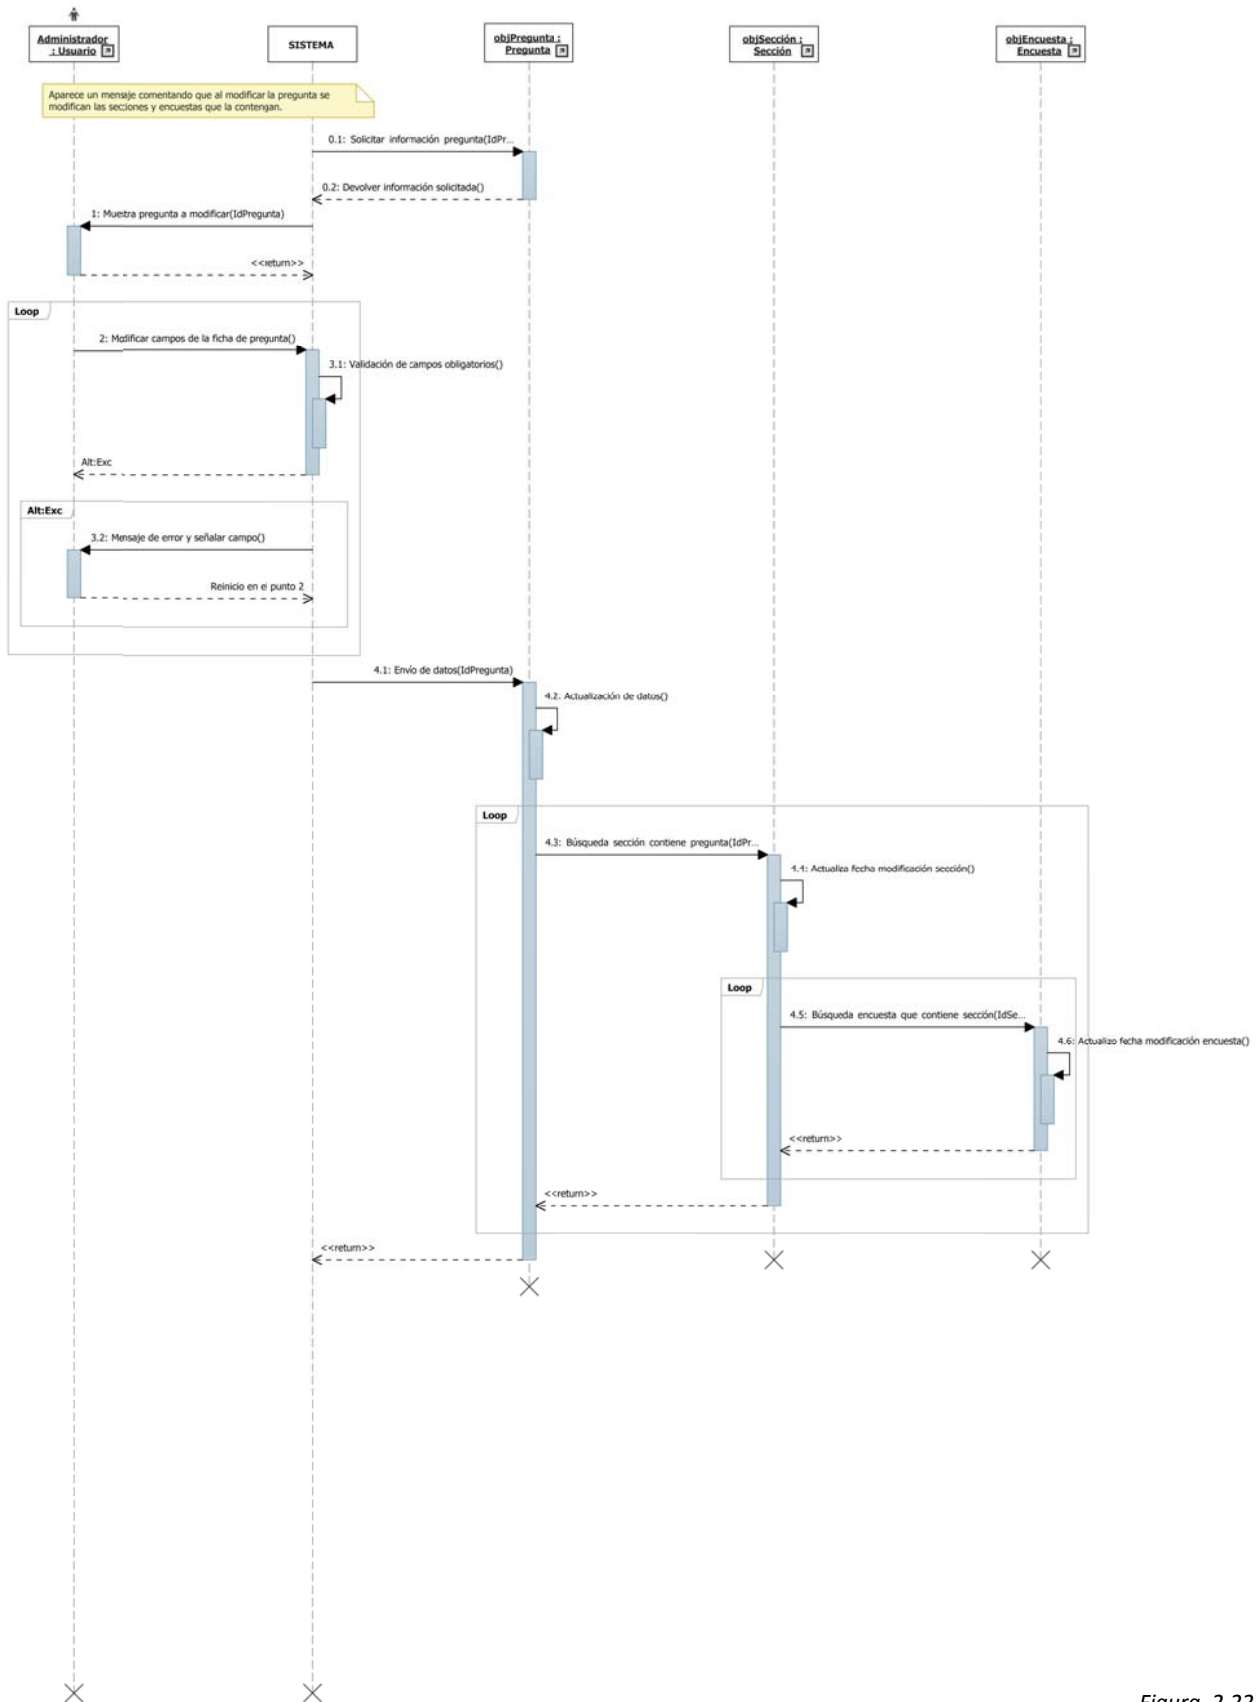 Administrador
: Usuario
SISTEMA
objPregunta :
Pregunta
objSección :
Sección
objEncuesta :
Encuesta
Aparece un mensaje comentando que al modificar la pregunta se
modifican las secciones y encuestas que la contengan.
0.1: Solicitar información pregunta(IdPr...
0.2: Devolver información solicitada()
1: Muestra pregunta a modificar(IdPregunta)
<<return>>
Loop
2: Modificar campos de la ficha de pregunta()
3.1: Validación de campos obligatorios()
Alt:Exc
Alt:Exc
3.2: Mensaje de error y señalar campo()
Reinicio en el punto 2
4.1: Envío de datos(IdPregunta)
4.2: Actualización de datos()
Loop
4.3: Búsqueda sección contiene pregunta(IdPr...
4.4: Actualiza fecha modificación sección()
Loop
4.5: Búsqueda encuesta que contiene sección(IdSe...
4.6: Actualizo fecha modificación encuesta()
<<return>>
<<return>>
<<return>>
Figura 2.22